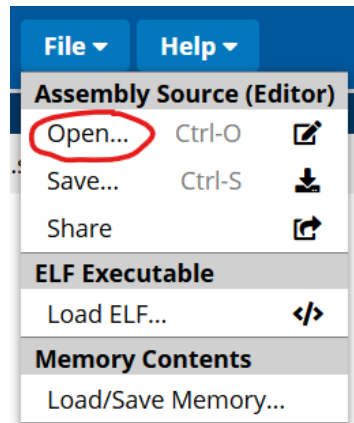 File ▾ Help ▾
Assembly Source (Editor)
Open... Ctrl-O
Save... Ctrl-S
Share
ELF Executable
Load ELF... </>
Memory Contents
Load/Save Memory...